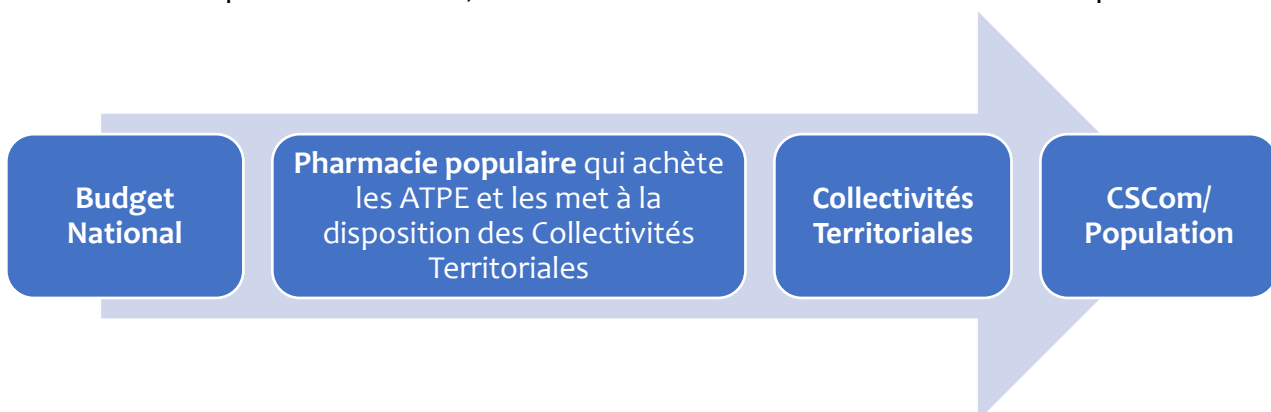 Budget
National
Pharmacie populaire qui achète
les ATPE et les met à la
disposition des Collectivités
Territoriales
Collectivités
Territoriales
CSCom/
Population